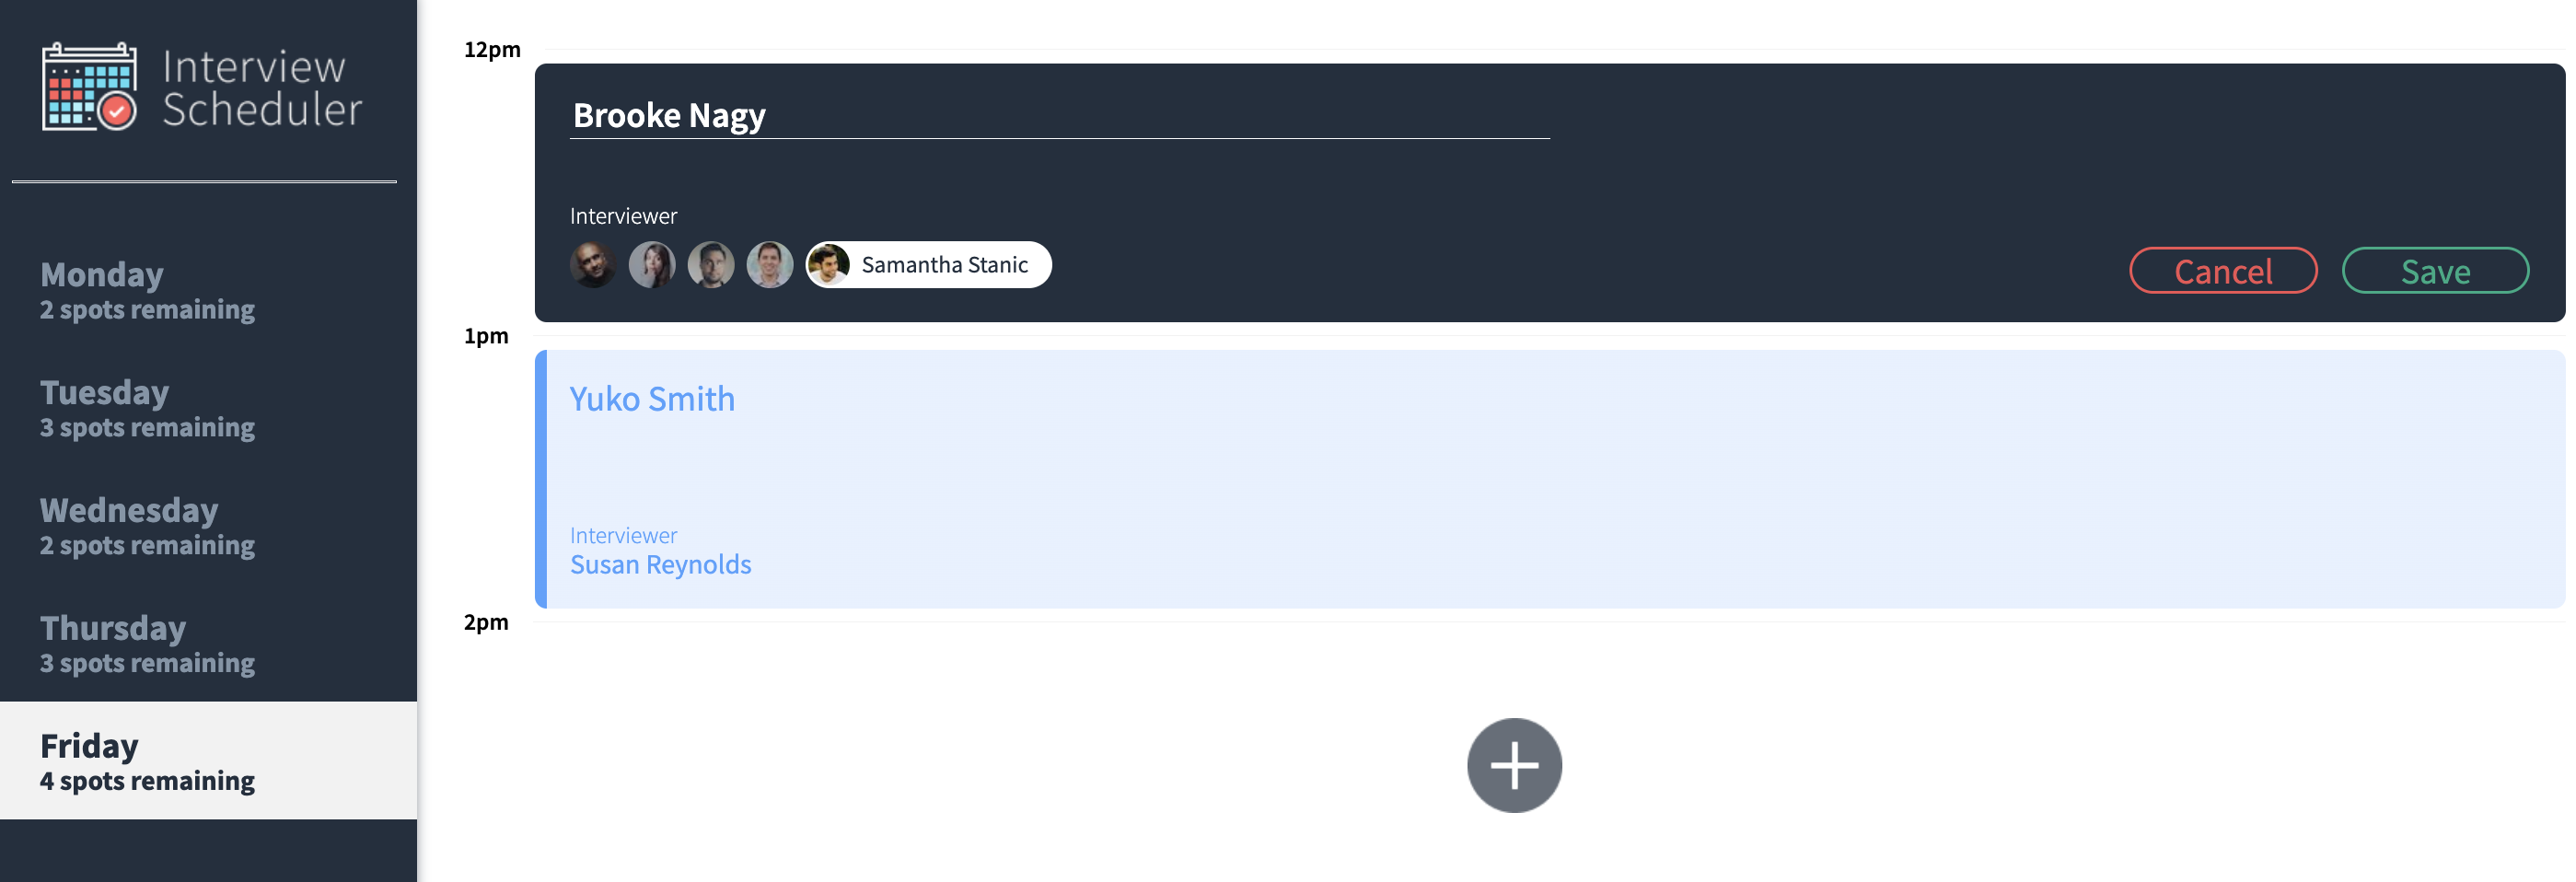 Interview
Scheduler
Monday
2 spots remaining
Tuesday
3 spots remaining
Wednesday
2 spots remaining
Thursday
3 spots remaining
Friday
4 spots remaining
12pm
Brooke Nagy
Interviewer
Samantha Stanic
Cancel
Save
1pm
Yuko Smith
Interviewer
Susan Reynolds
2pm